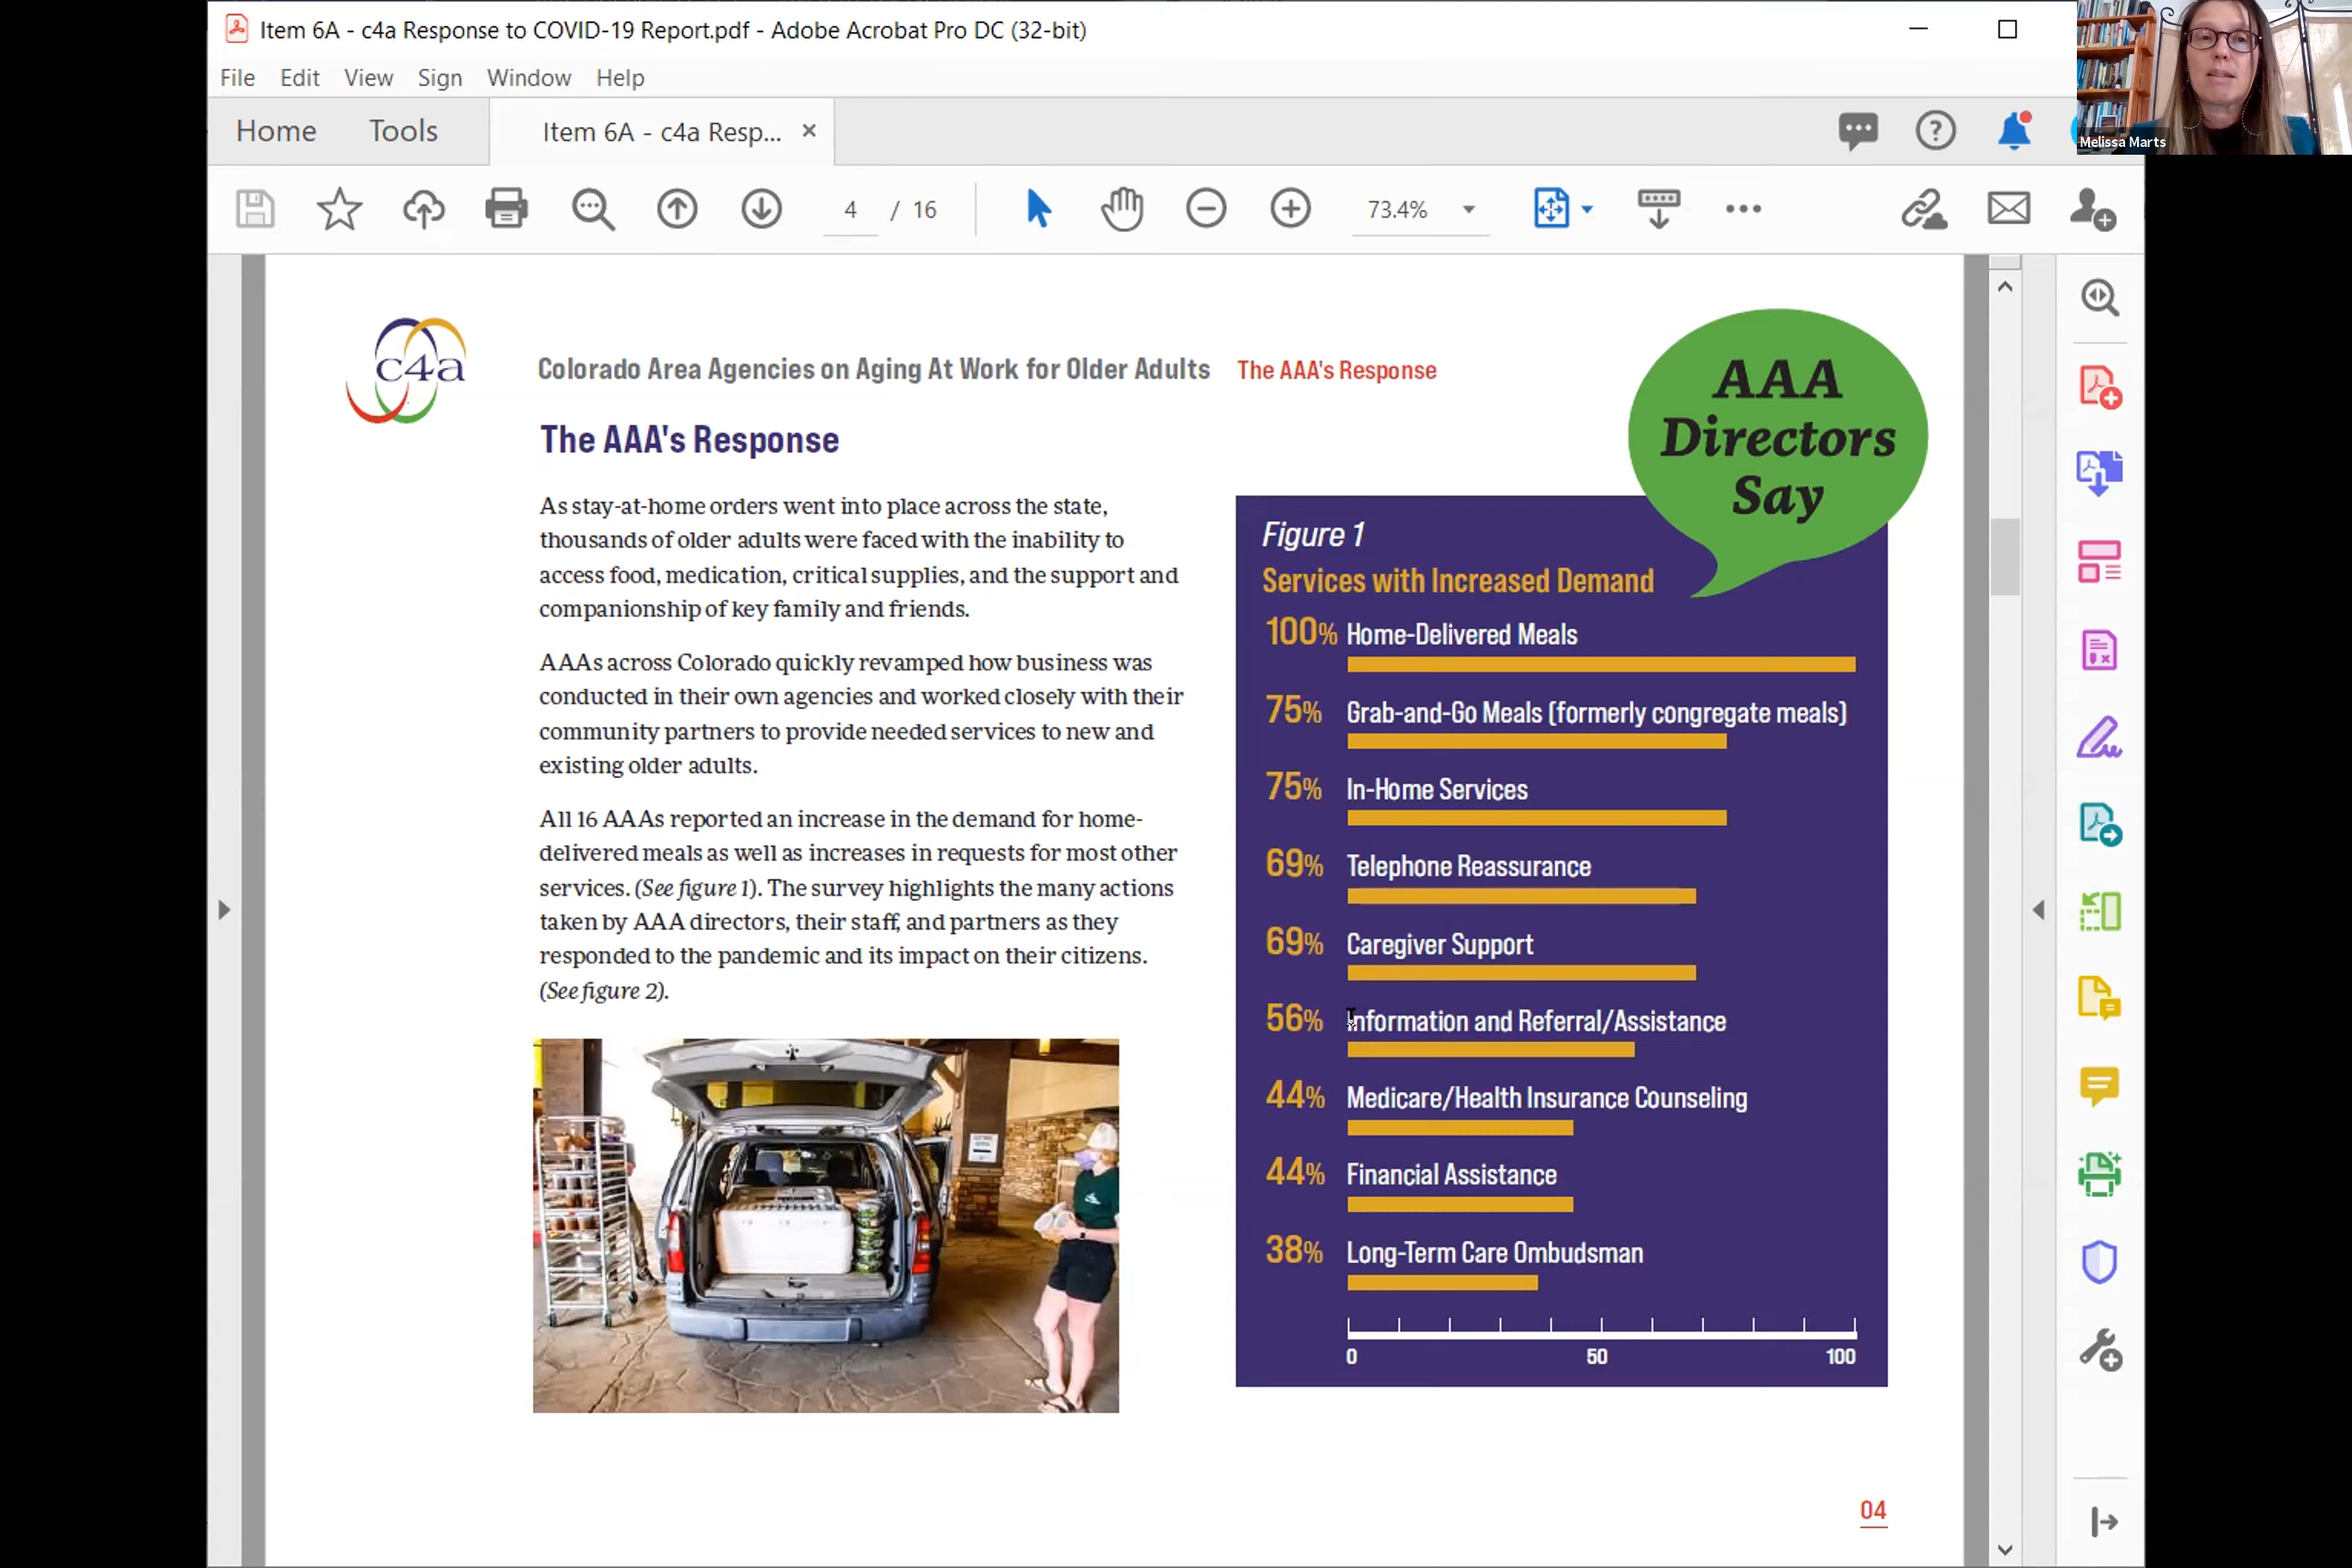 Item 6A - c4a Response to COVID-19 Report.pdf - Adobe Acrobat Pro DC (32-bit)
File Edit View Sign Window Help
Home Tools Item 6A - c4a Resp... ×
4 / 16 73.4%
Melissa Marts
c4a
Colorado Area Agencies on Aging At Work for Older Adults The AAA's Response
The AAA's Response
As stay-at-home orders went into place across the state,
thousands of older adults were faced with the inability to
access food, medication, critical supplies, and the support and
companionship of key family and friends.
AAAs across Colorado quickly revamped how business was
conducted in their own agencies and worked closely with their
community partners to provide needed services to new and
existing older adults.
All 16 AAAs reported an increase in the demand for home-
delivered meals as well as increases in requests for most other
services. (See figure 1). The survey highlights the many actions
taken by AAA directors, their staff, and partners as they
responded to the pandemic and its impact on their citizens.
(See figure 2).
AAA
Directors
Say
Figure 1
Services with Increased Demand
100% Home-Delivered Meals
75% Grab-and-Go Meals (formerly congregate meals)
75% In-Home Services
69% Telephone Reassurance
69% Caregiver Support
56% Information and Referral/Assistance
44% Medicare/Health Insurance Counseling
44% Financial Assistance
38% Long-Term Care Ombudsman
0 50 100
04